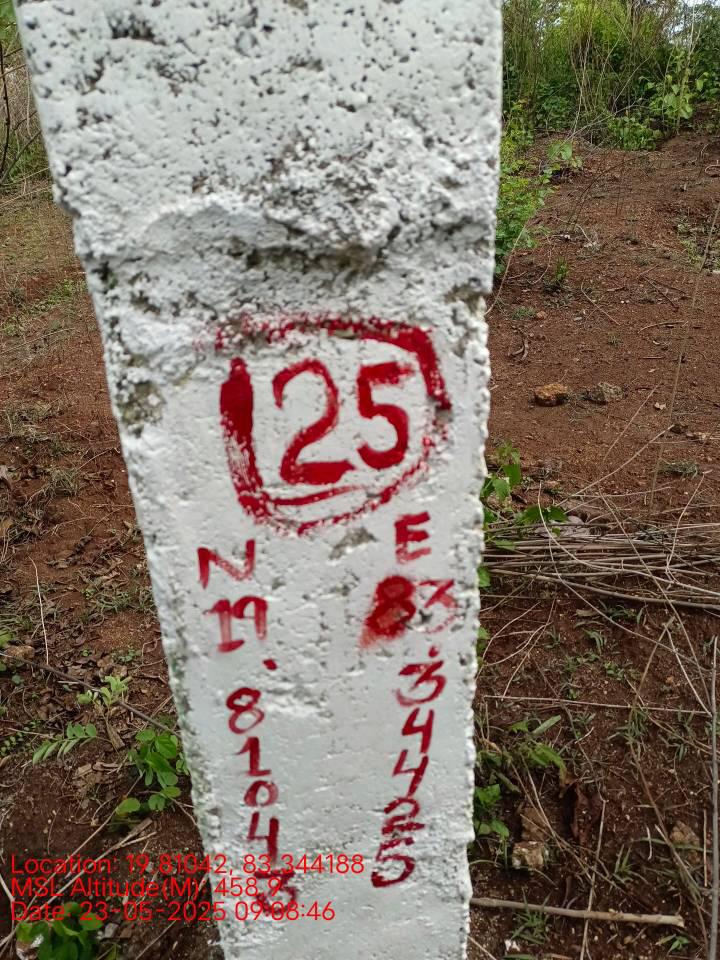 125
N E
19 83
. .
8 3
1 4
0 4
4 2
5
Location: 19.81042, 83.344188
MSL Altitude(M): 458.9
Date: 23-05-2025 09:08:46